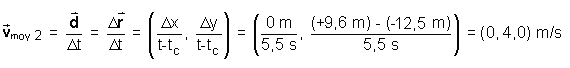 v⃗moy 2 = d⃗/Δt = Δr⃗/Δt = (Δx/t-tc, Δy/t-tc) = (0 m/5,5 s, (+9,6 m) - (-12,5 m)/5,5 s) = (0, 4,0) m/s